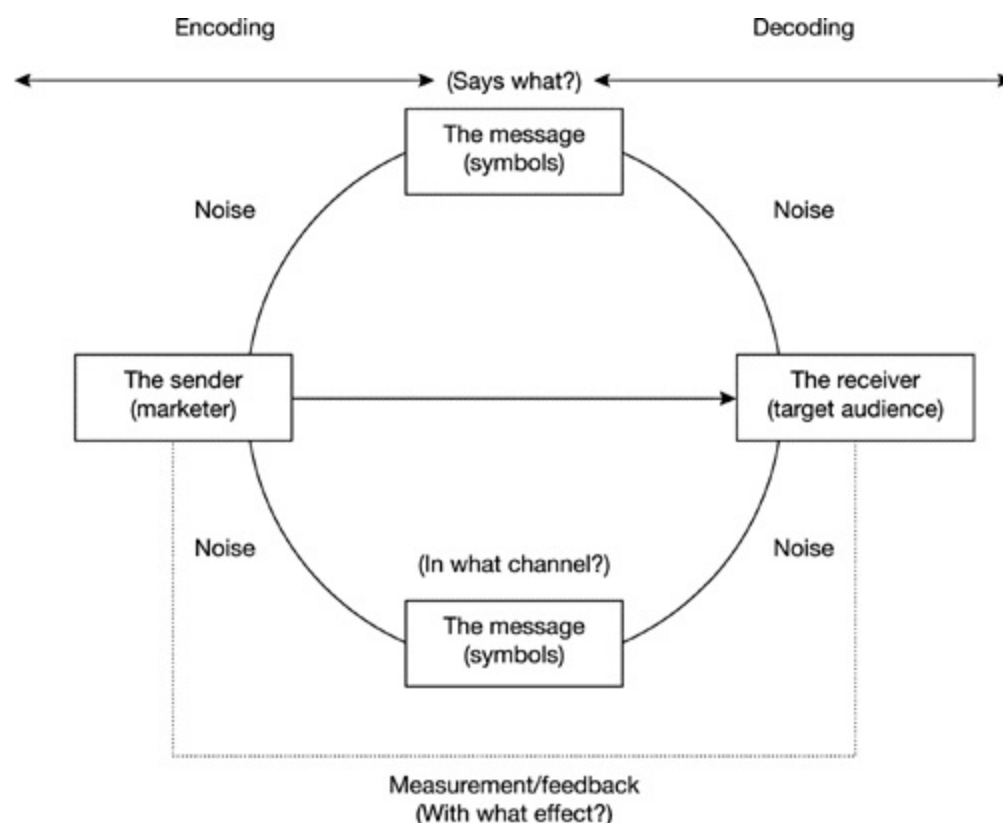 Encoding
Decoding
(Says what?)
The message
(symbols)
Noise
Noise
The sender
(marketer)
The receiver
(target audience)
Noise
Noise
(In what channel?)
The message
(symbols)
Measurement/feedback
(With what effect?)